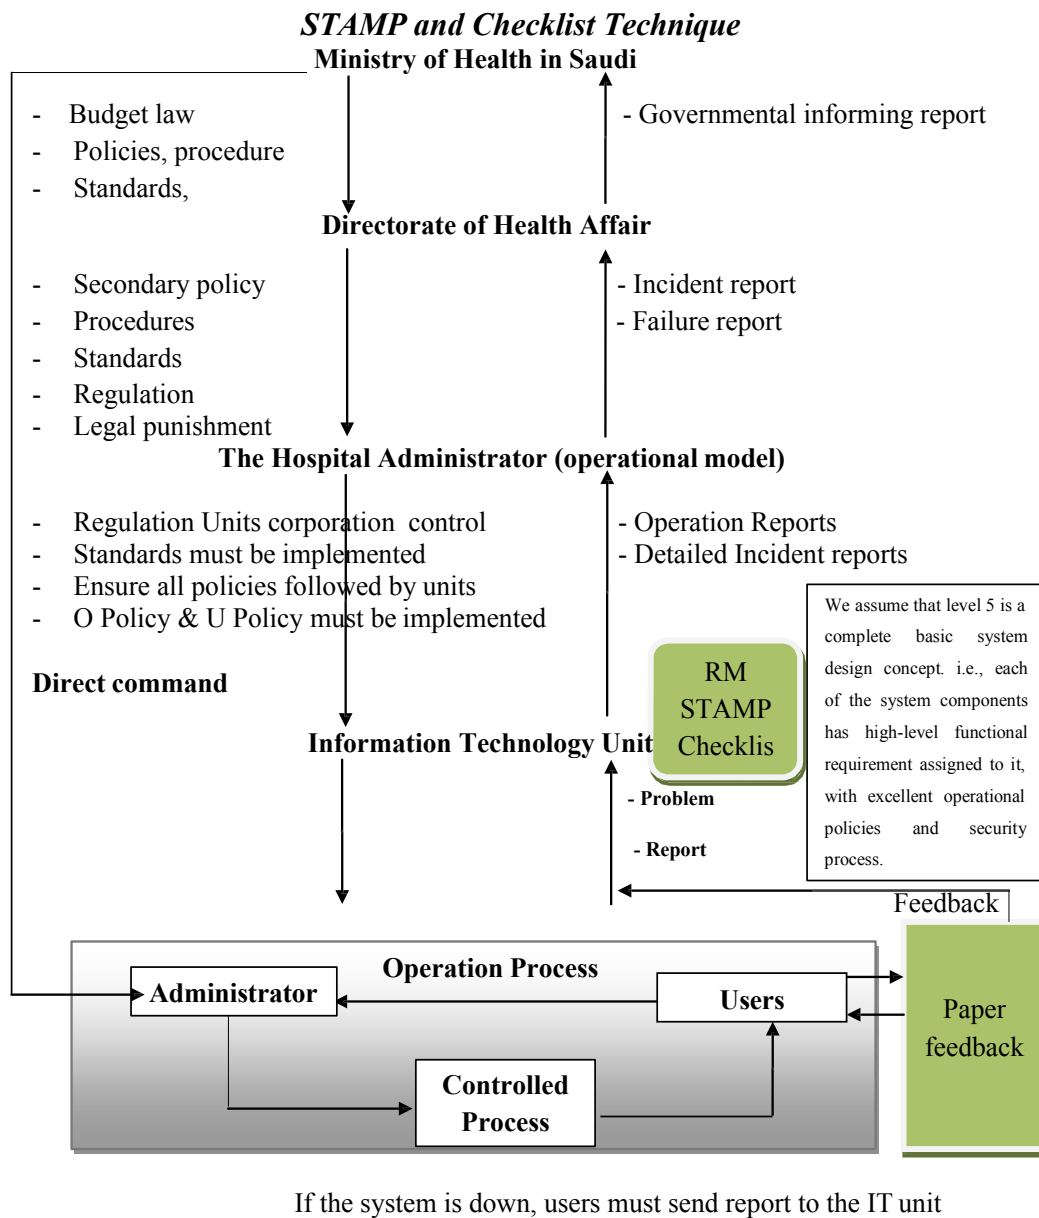 STAMP and Checklist Technique
Ministry of Health in Saudi
- Budget law
- Policies, procedure
- Standards,
- Governmental informing report
Directorate of Health Affair
- Secondary policy
- Procedures
- Standards
- Regulation
- Legal punishment
- Incident report
- Failure report
The Hospital Administrator (operational model)
- Regulation Units corporation control
- Standards must be implemented
- Ensure all policies followed by units
- O Policy & U Policy must be implemented
- Operation Reports
- Detailed Incident reports
We assume that level 5 is a
complete basic system
design concept. i.e., each
of the system components
has high-level functional
requirement assigned to it,
with excellent operational
policies and security
process.
Direct command
RM
STAMP
Checklis
Information Technology Unit
- Problem
- Report
Feedback
Operation Process
Administrator
Users
Paper
feedback
Controlled
Process
If the system is down, users must send report to the IT unit